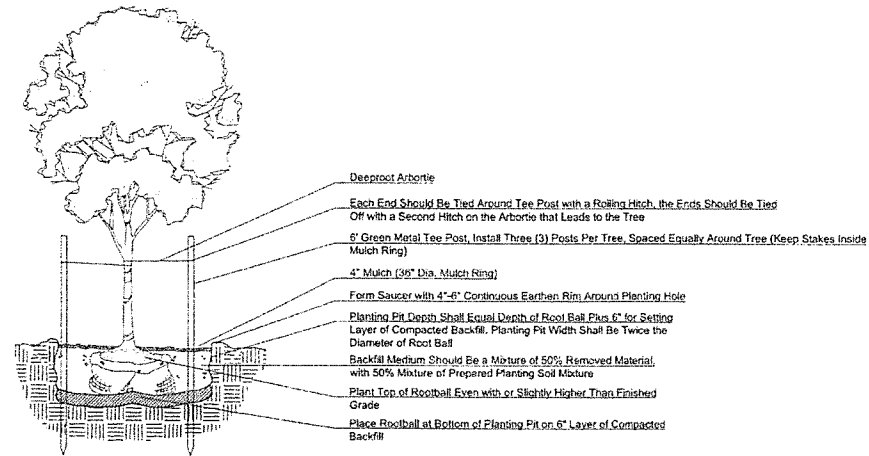 Deeproot Arbortie
Each End Should Be Tied Around Tee Post with a Rolling Hitch, the Ends Should Be Tied
Off with a Second Hitch on the Arbortie that Leads to the Tree
6' Green Metal Tee Post, Install Three (3) Posts Per Tree, Spaced Equally Around Tree (Keep Stakes Inside
Mulch Ring)
4" Mulch (36" Dia. Mulch Ring)
Form Saucer with 4"-6" Continuous Earthen Rim Around Planting Hole
Planting Pit Depth Shall Equal Depth of Root Ball Plus 6" for Setting
Layer of Compacted Backfill. Planting Pit Width Shall Be Twice the
Diameter of Root Ball
Backfill Medium Should Be a Mixture of 50% Removed Material,
with 50% Mixture of Prepared Planting Soil Mixture
Plant Top of Rootball Even with or Slightly Higher Than Finished
Grade
Place Rootball at Bottom of Planting Pit on 6" Layer of Compacted
Backfill